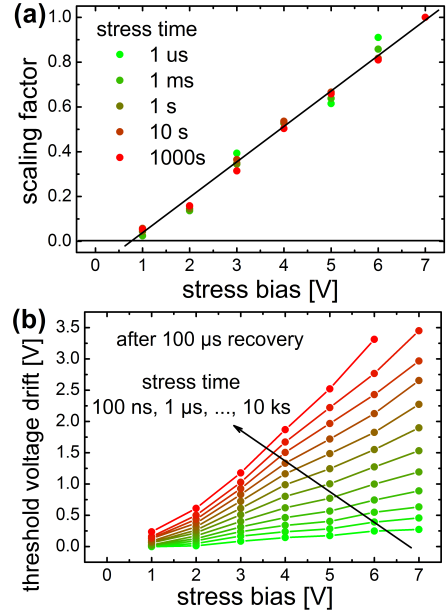 (a)
1.0
0.8
0.6
0.4
0.2
0.0
scaling factor
stress time
1 us
1 ms
1 s
10 s
1000s
0 1 2 3 4 5 6 7
stress bias [V]
(b)
3.5
3.0
2.5
2.0
1.5
1.0
0.5
0.0
threshold voltage drift [V]
after 100 µs recovery
stress time
100 ns, 1 µs, ..., 10 ks
0 1 2 3 4 5 6 7
stress bias [V]